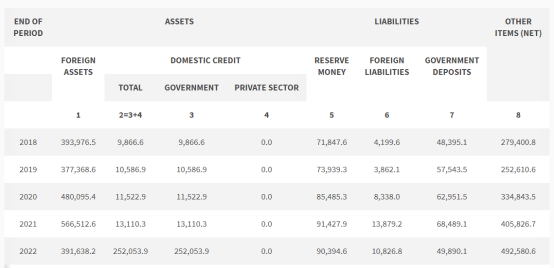 END OF PERIOD ASSETS LIABILITIES OTHER ITEMS (NET)
FOREIGN ASSETS DOMESTIC CREDIT RESERVE MONEY FOREIGN LIABILITIES GOVERNMENT DEPOSITS
TOTAL GOVERNMENT PRIVATE SECTOR
1 2=3+4 3 4 5 6 7 8
2018 393,976.5 9,866.6 9,866.6 0.0 71,847.6 4,199.6 48,395.1 279,400.8
2019 377,368.6 10,586.9 10,586.9 0.0 73,939.3 3,862.1 57,543.5 252,610.6
2020 480,095.4 11,522.9 11,522.9 0.0 85,485.3 8,338.0 62,951.5 334,843.5
2021 566,512.6 13,110.3 13,110.3 0.0 91,427.9 13,879.2 68,489.1 405,826.7
2022 391,638.2 252,053.9 252,053.9 0.0 90,394.6 10,826.8 49,890.1 492,580.6